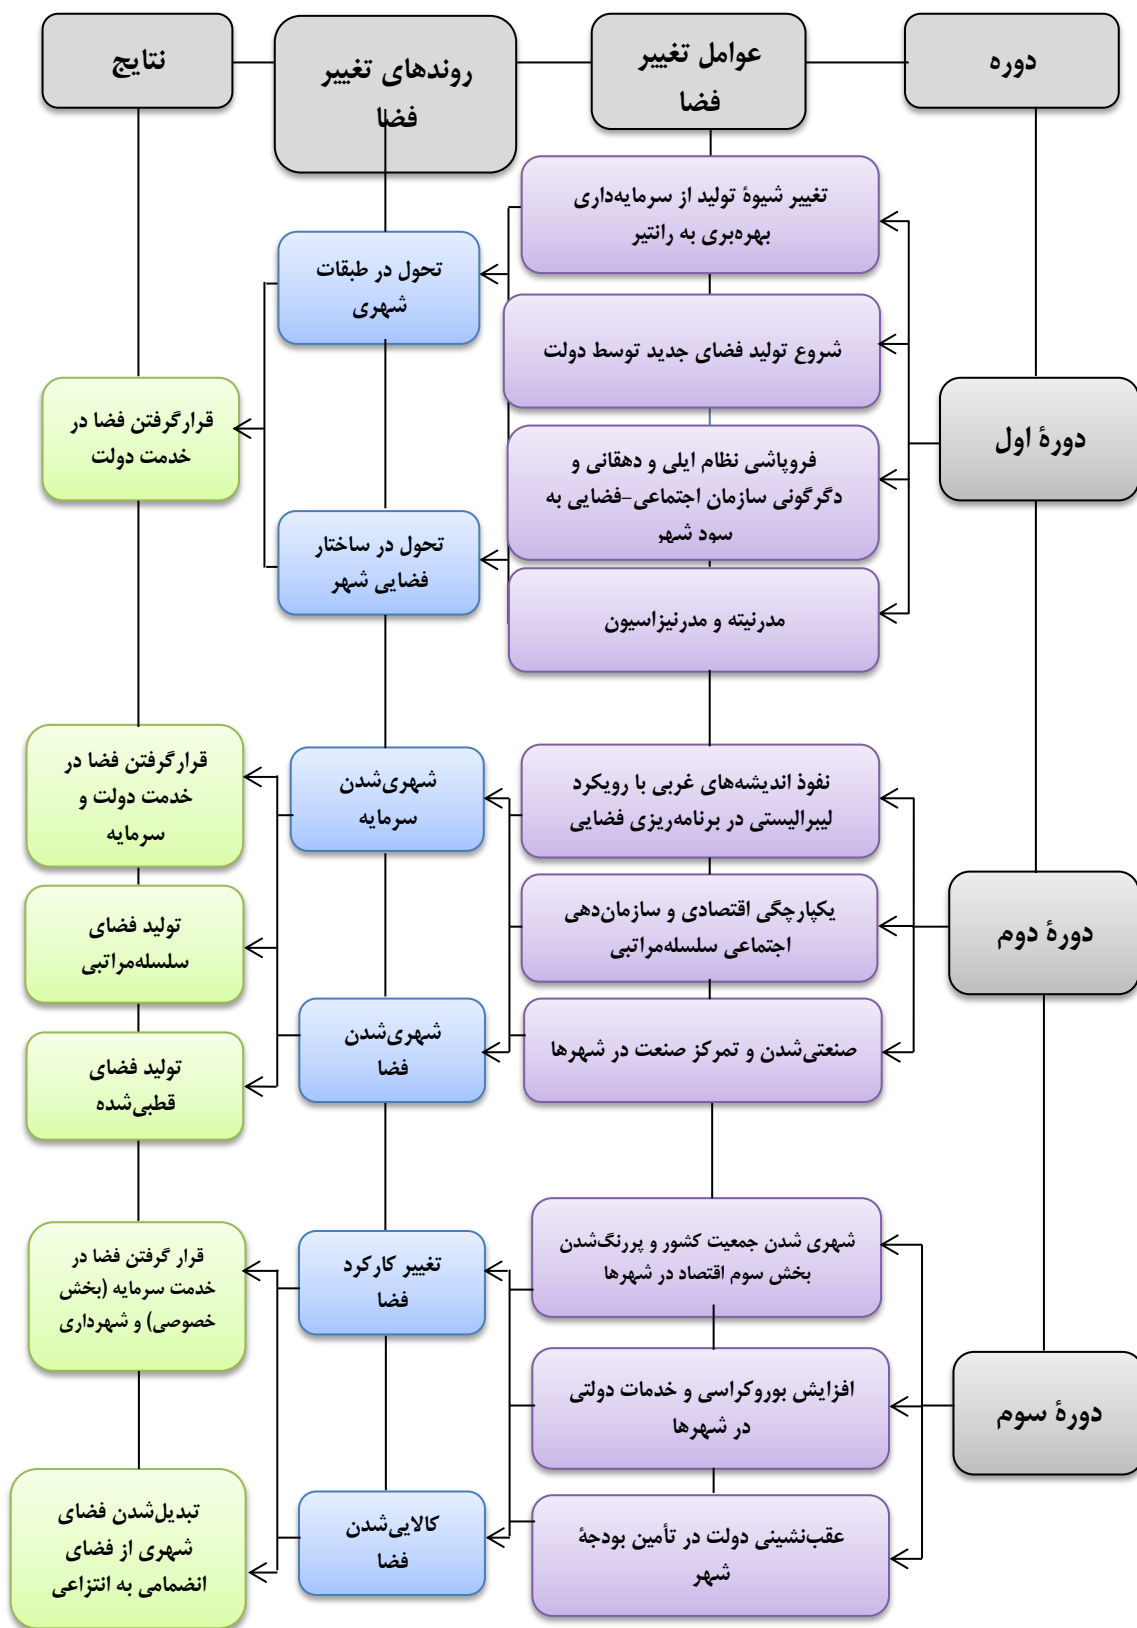 دوره
عوامل تغییر
فضا
روندهای تغییر
فضا
نتایج
دورهٔ اول
تغییر شیوهٔ تولید از سرمایه‌داری
بهره‌بری به رانتیر
شروع تولید فضای جدید توسط دولت
فروپاشی نظام ایلی و دهقانی و
دگرگونی سازمان اجتماعی-فضایی به
سود شهر
مدرنیته و مدرنیزاسیون
تحول در طبقات
شهری
تحول در ساختار
فضایی شهر
قرارگرفتن فضا در
خدمت دولت
دورهٔ دوم
نفوذ اندیشه‌های غربی با رویکرد
لیبرالیستی در برنامه‌ریزی فضایی
یکپارچگی اقتصادی و سازمان‌دهی
اجتماعی سلسله‌مراتبی
صنعتی‌شدن و تمرکز صنعت در شهرها
شهری‌شدن
سرمایه
شهری‌شدن
فضا
قرارگرفتن فضا در
خدمت دولت و
سرمایه
تولید فضای
سلسله‌مراتبی
تولید فضای
قطبی‌شده
دورهٔ سوم
شهری شدن جمعیت کشور و پررنگ‌شدن
بخش سوم اقتصاد در شهرها
افزایش بوروکراسی و خدمات دولتی
در شهرها
عقب‌نشینی دولت در تأمین بودجهٔ
شهر
تغییر کارکرد
فضا
کالایی‌شدن
فضا
قرار گرفتن فضا در
خدمت سرمایه (بخش
خصوصی) و شهرداری
تبدیل‌شدن فضای
شهری از فضای
انضمامی به انتزاعی